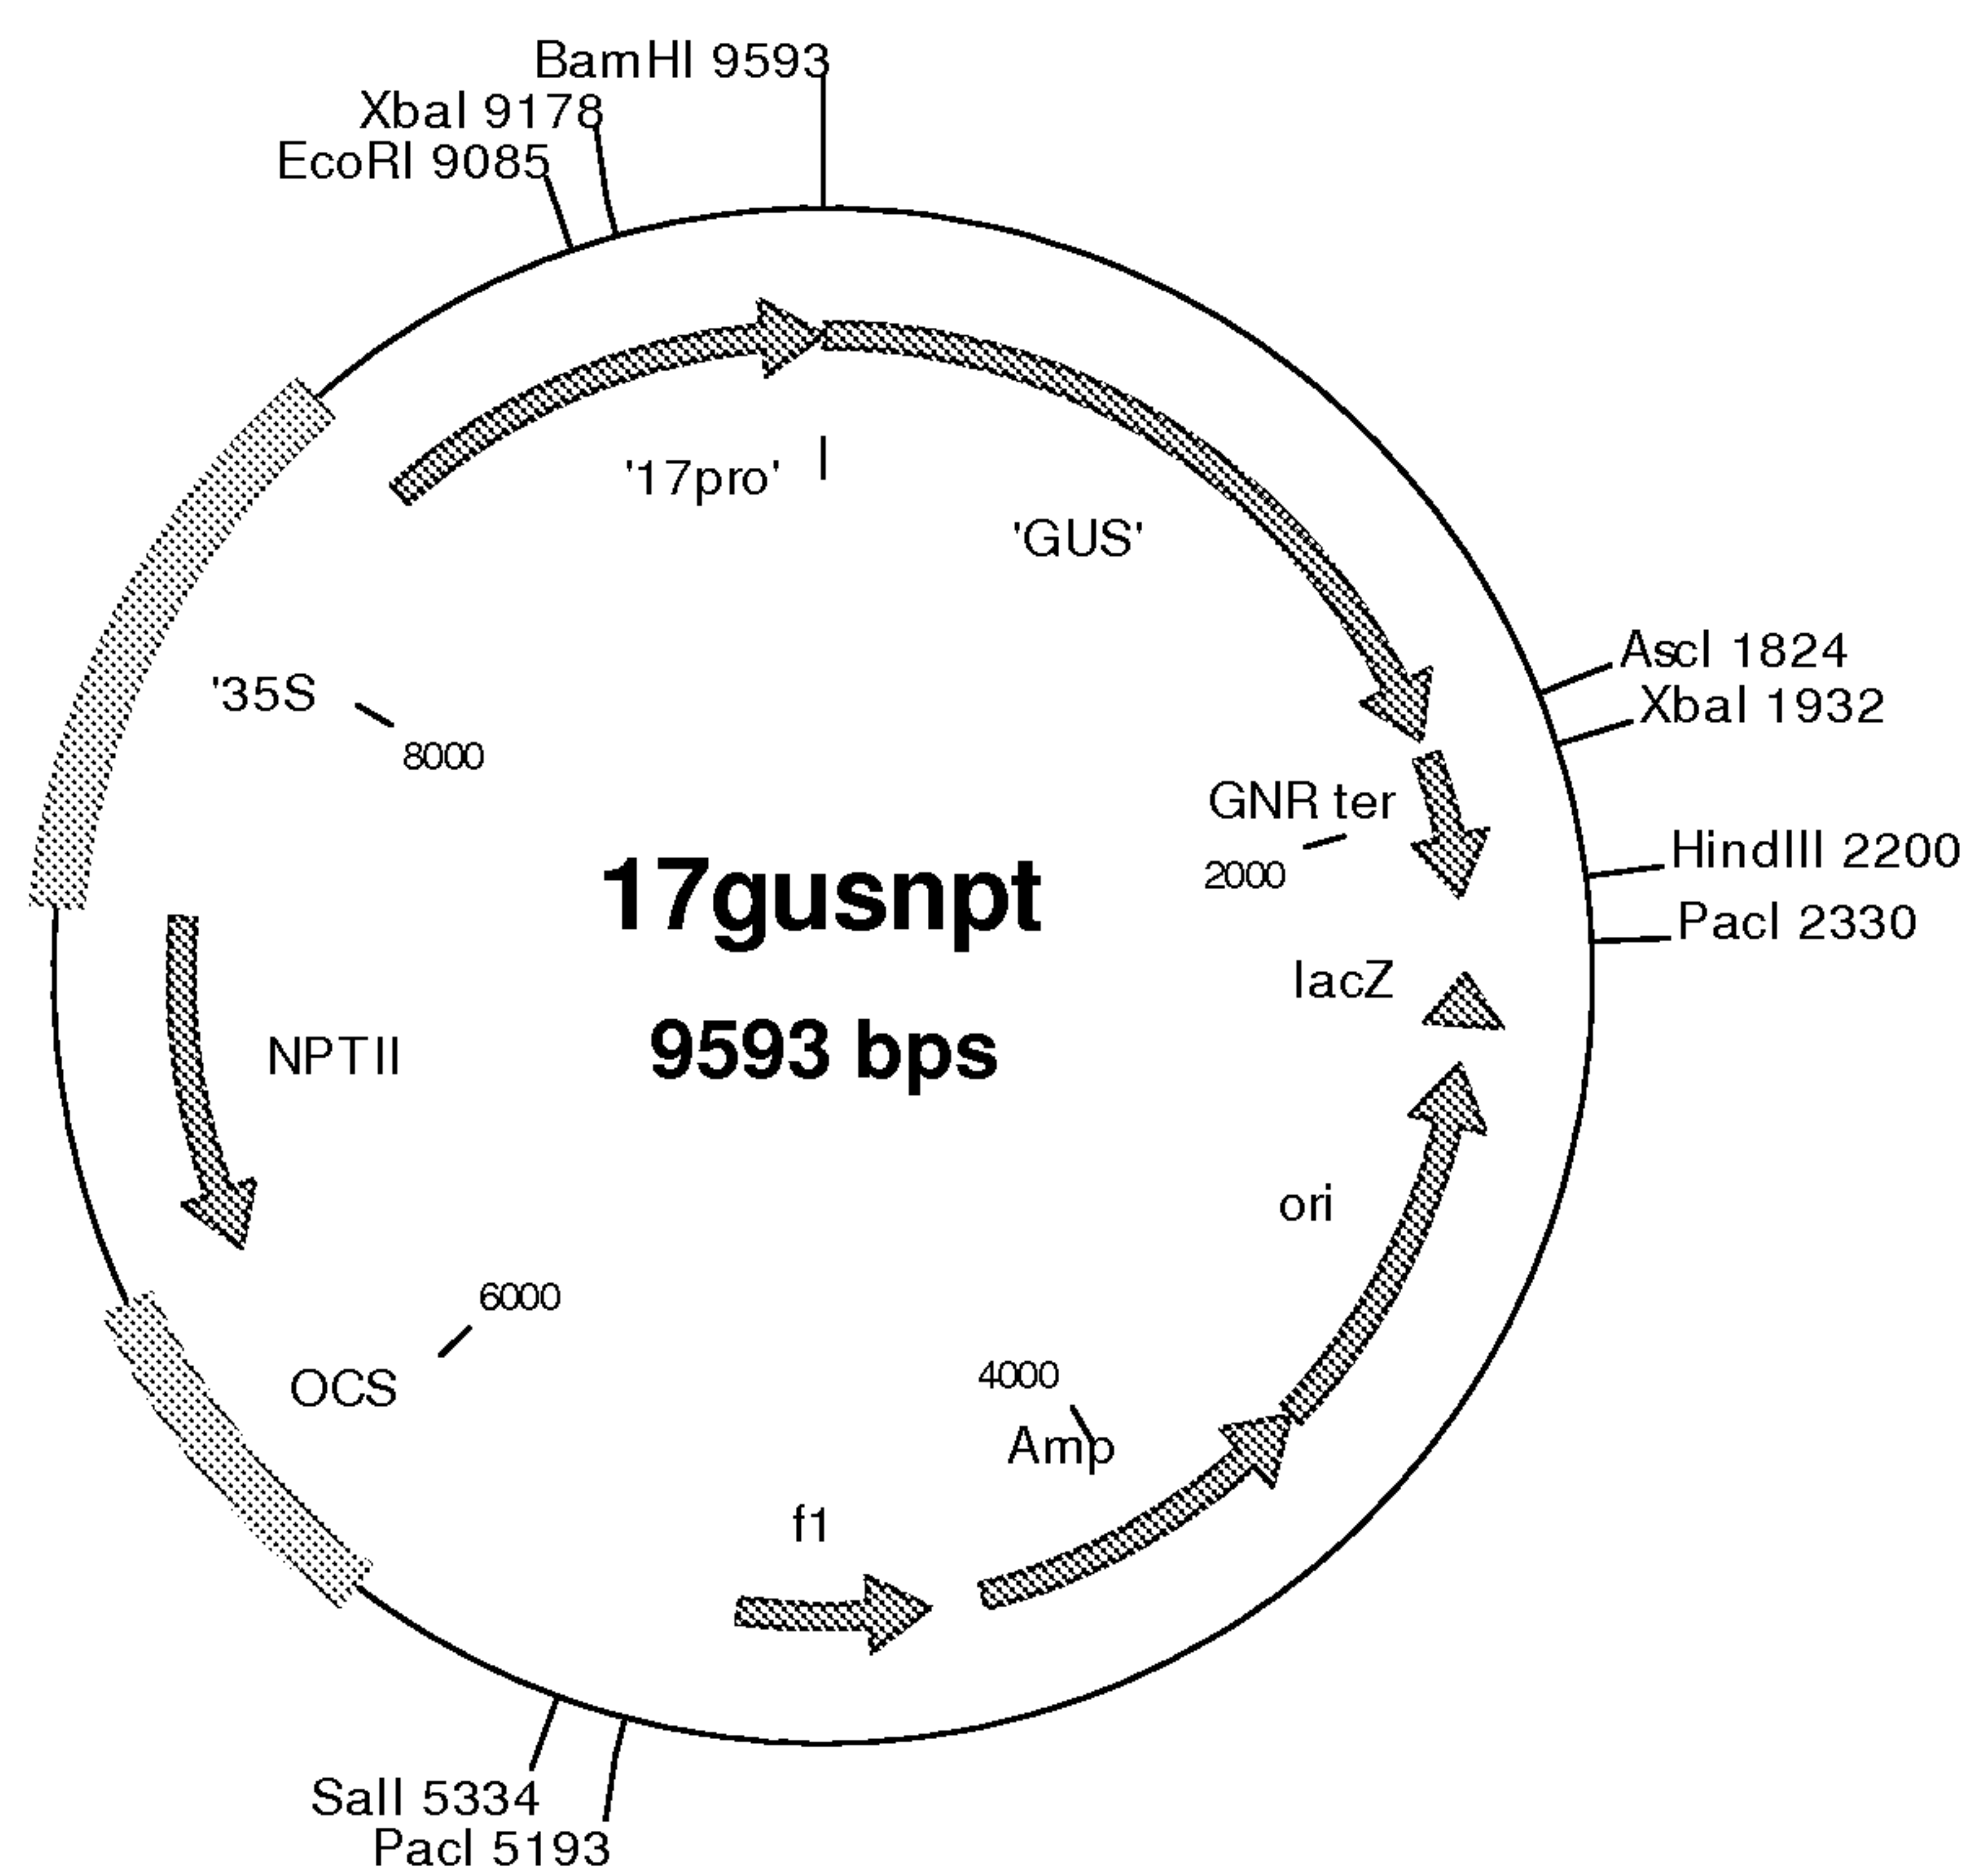 BamHI 9593
XbaI 9178
EcoRI 9085
'17pro'
'GUS'
AscI 1824
'35S
XbaI 1932
8000
GNR ter
HindIII 2200
17gusnpt
2000
PacI 2330
lacZ
NPTII
9593 bps
ori
6000
4000
OCS
Amp
f1
SalI 5334
PacI 5193